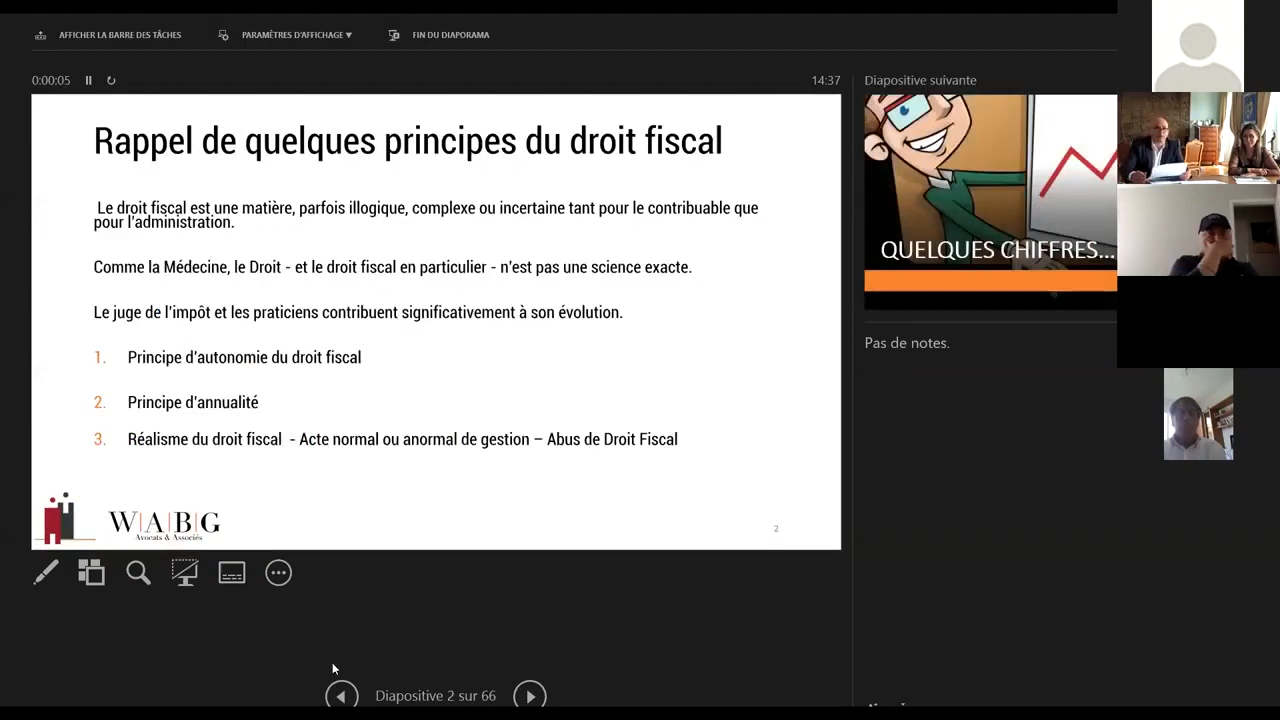 AFFICHER LA BARRE DES TÂCHES
PARAMÈTRES D'AFFICHAGE ▾
FIN DU DIAPORAMA
0:00:05
14:37
Rappel de quelques principes du droit fiscal
Le droit fiscal est une matière, parfois illogique, complexe ou incertaine tant pour le contribuable que
pour l'administration.
Comme la Médecine, le Droit - et le droit fiscal en particulier - n'est pas une science exacte.
Le juge de l'impôt et les praticiens contribuent significativement à son évolution.
1. Principe d'autonomie du droit fiscal
2. Principe d'annualité
3. Réalisme du droit fiscal - Acte normal ou anormal de gestion – Abus de Droit Fiscal
W|A|B|G
Avocats & Associés
2
Diapositive 2 sur 66
Diapositive suivante
QUELQUES CHIFFRES...
Pas de notes.